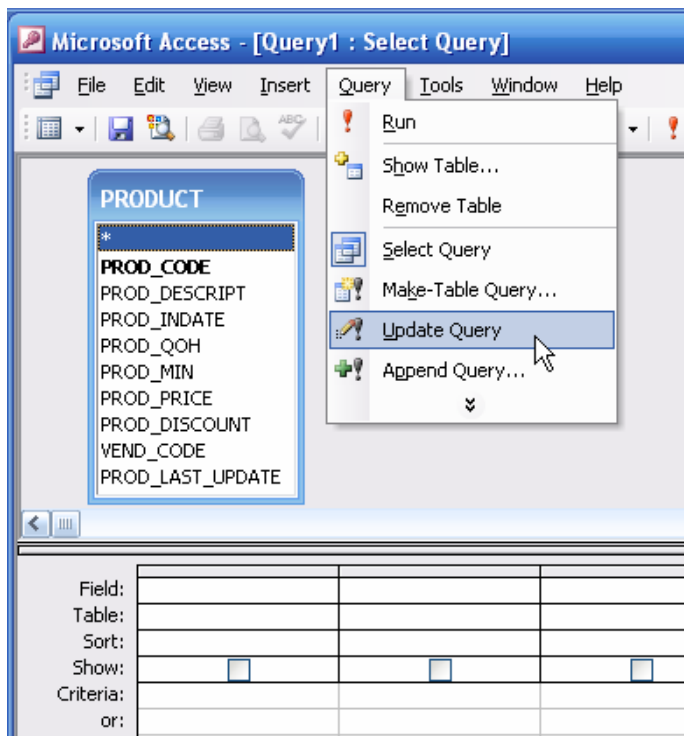 Microsoft Access - [Query1 : Select Query]
File Edit View Insert Query Tools Window Help
ABC
Run
Show Table...
Remove Table
Select Query
Make-Table Query...
Update Query
Append Query...
PRODUCT
*
PROD_CODE
PROD_DESCRIPT
PROD_INDATE
PROD_QOH
PROD_MIN
PROD_PRICE
PROD_DISCOUNT
VEND_CODE
PROD_LAST_UPDATE
Field:
Table:
Sort:
Show:
Criteria:
or: